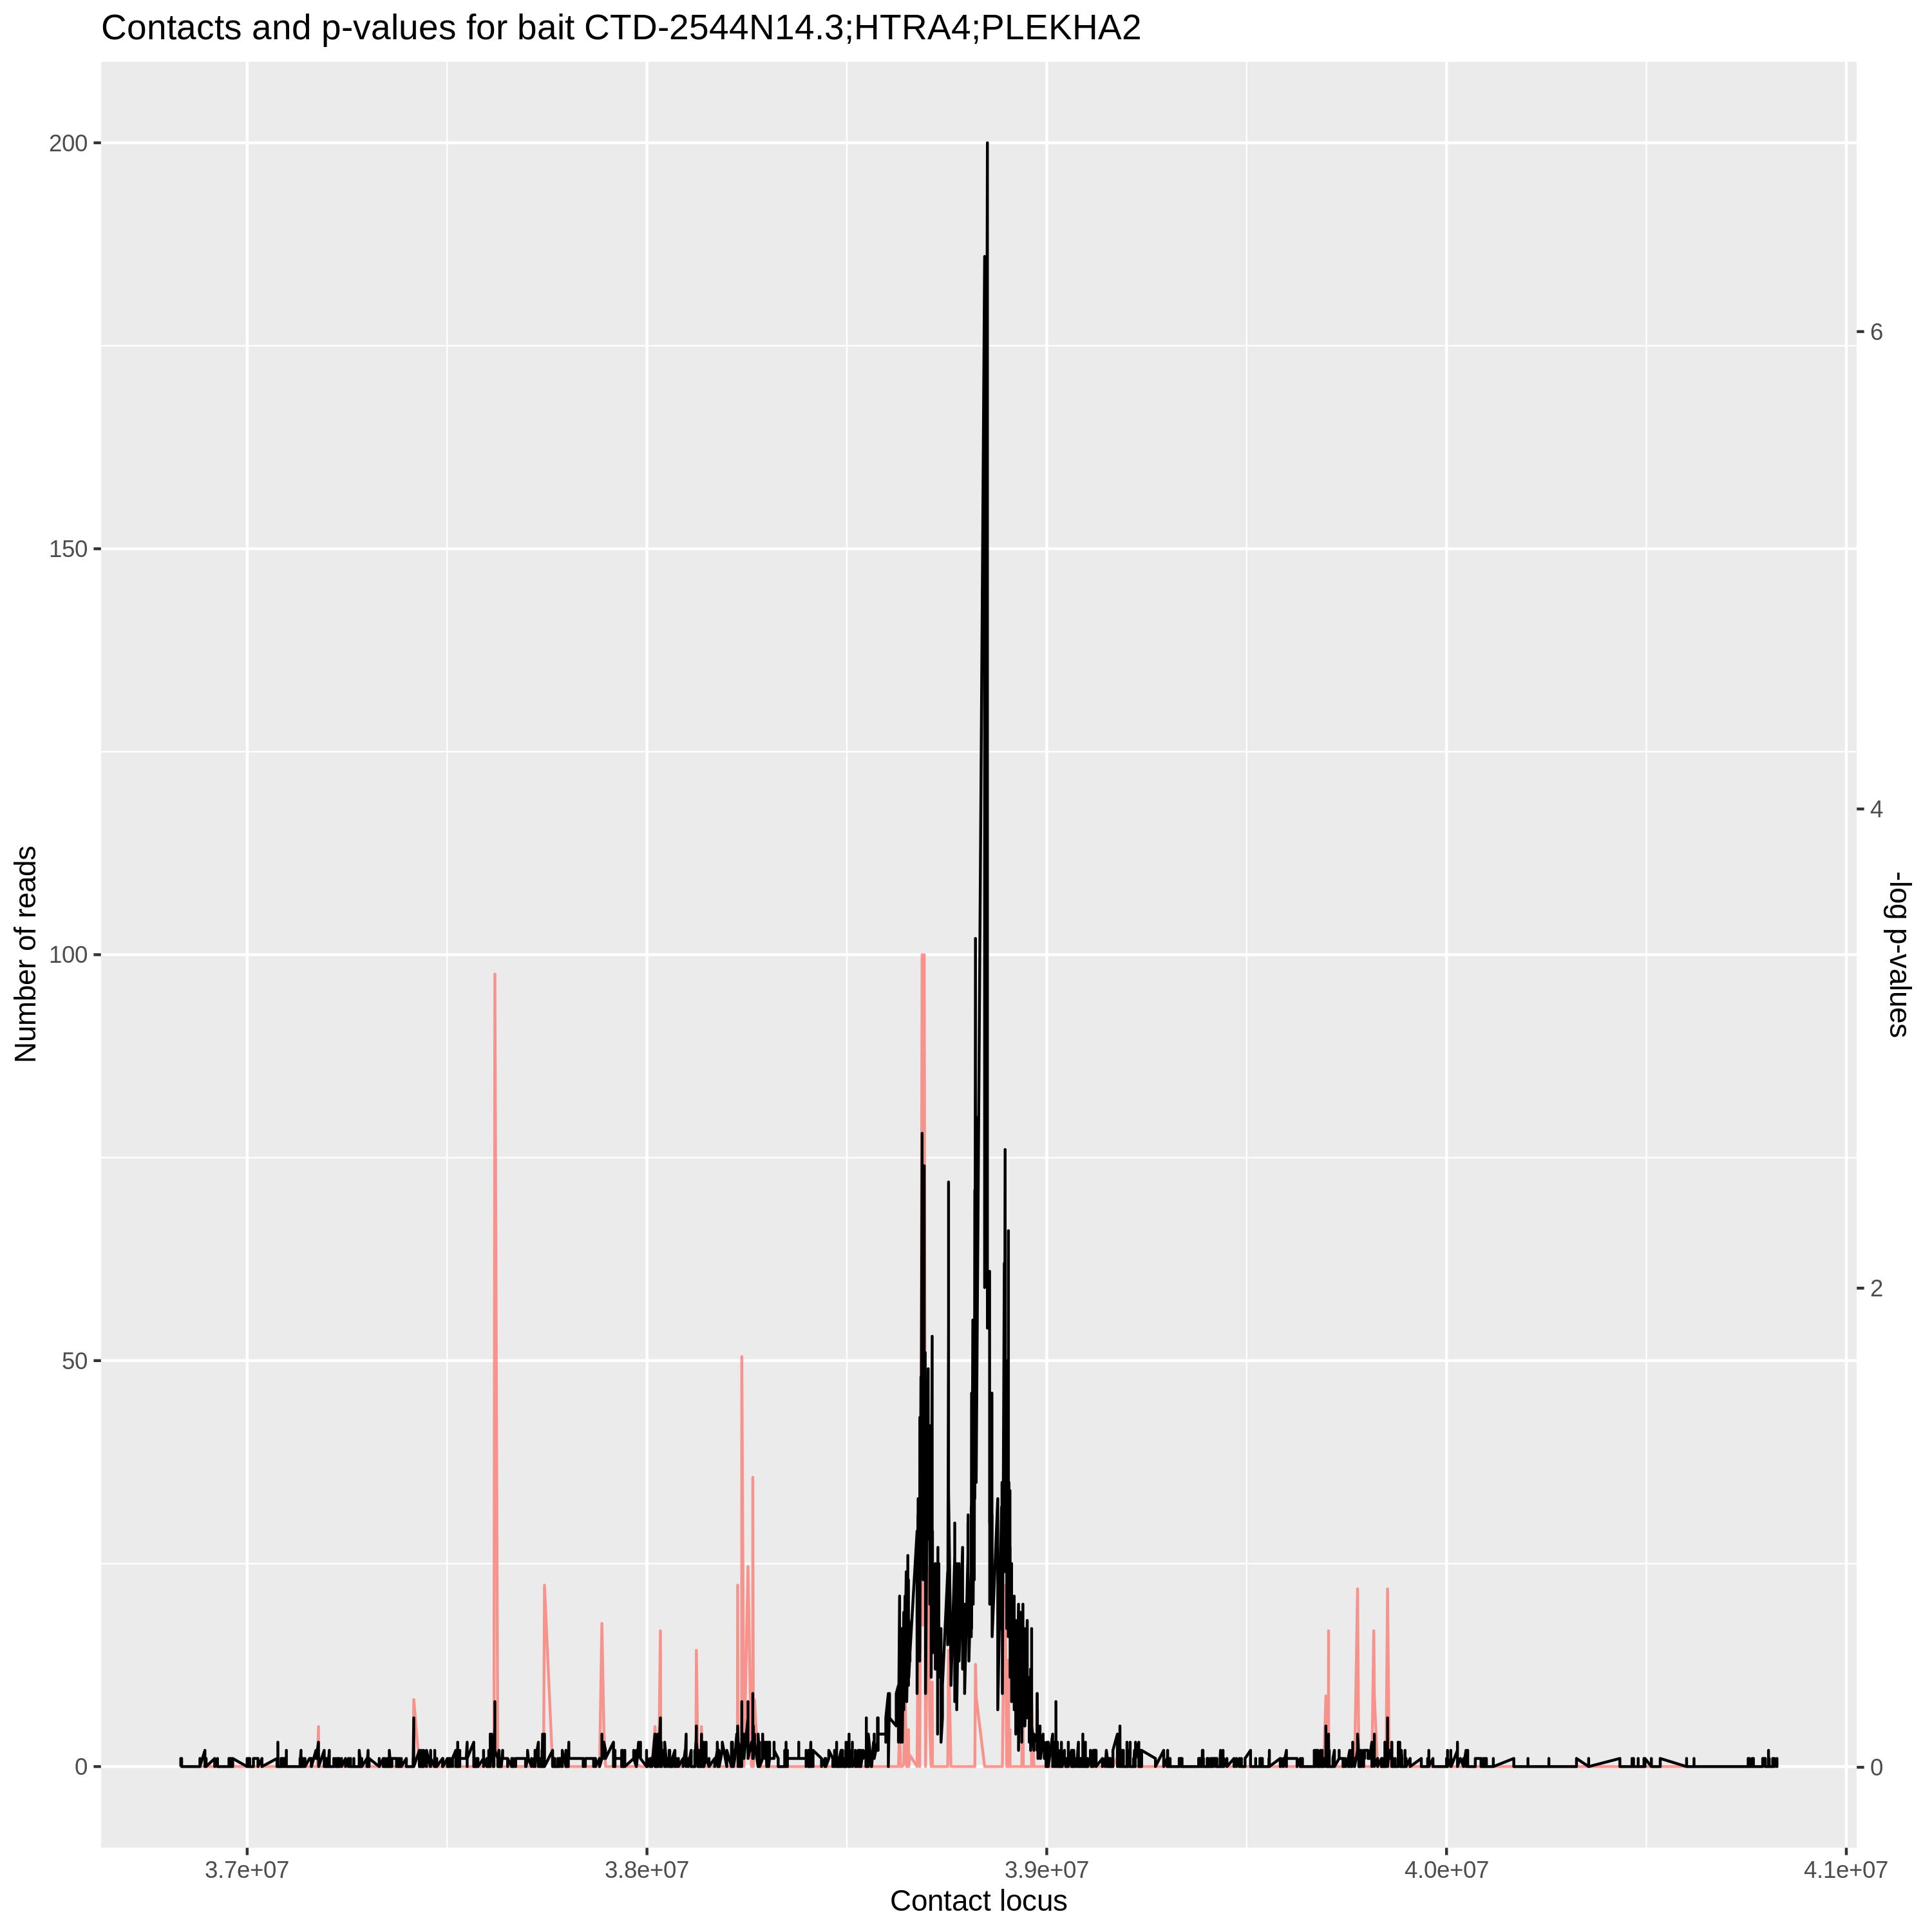 Contacts and p-values for bait CTD-2544N14.3;HTRA4;PLEKHA2
200
150
100
50
0
Number of reads
6
4
2
0
-log p-values
3.7e+07
3.8e+07
3.9e+07
4.0e+07
4.1e+07
Contact locus